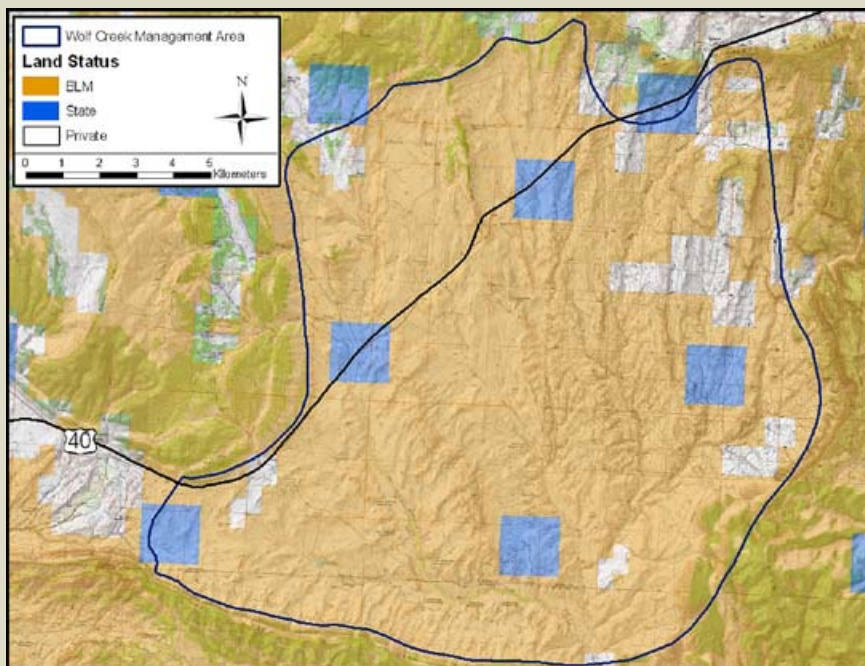 Wolf Creek Management Area
Land Status
BLM
State
Private
N
0 1 2 3 4 5
Kilometers
40